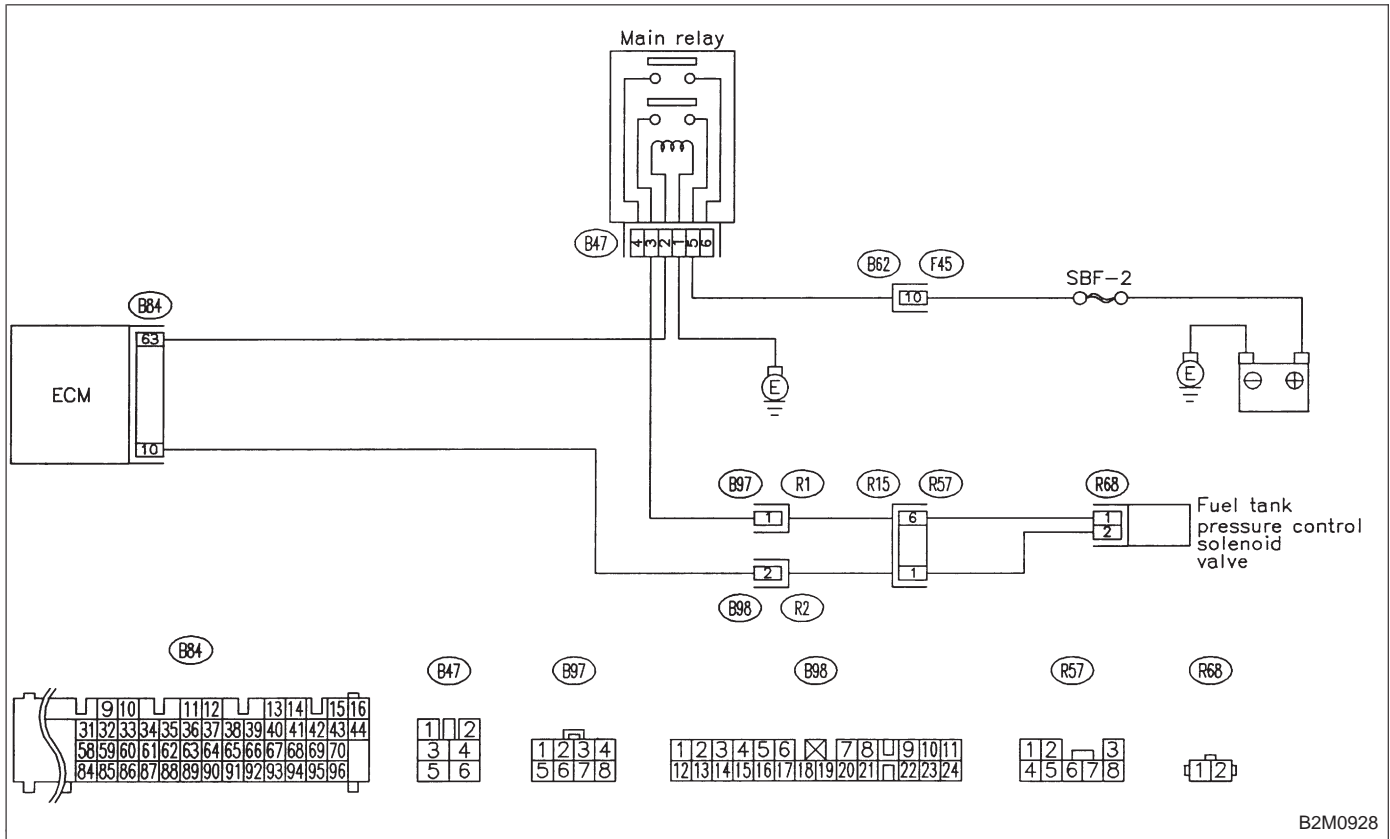 Main relay
B47
4 3 2 1 5 6
B62 F45
10
SBF-2
B84
63
ECM
10
E
E
⊖ ⊕
B97 R1 R15 R57 R68
1 6 1
2
Fuel tank
pressure control
solenoid
valve
2 1
B98 R2
B84
9 10 11 12 13 14 15 16
31 32 33 34 35 36 37 38 39 40 41 42 43 44
58 59 60 61 62 63 64 65 66 67 68 69 70
84 85 86 87 88 89 90 91 92 93 94 95 96
B47
1 2
3 4
5 6
B97
1 2 3 4
5 6 7 8
B98
1 2 3 4 5 6 7 8 9 10 11
12 13 14 15 16 17 18 19 20 21 22 23 24
R57
1 2 3
4 5 6 7 8
R68
1 2
B2M0928